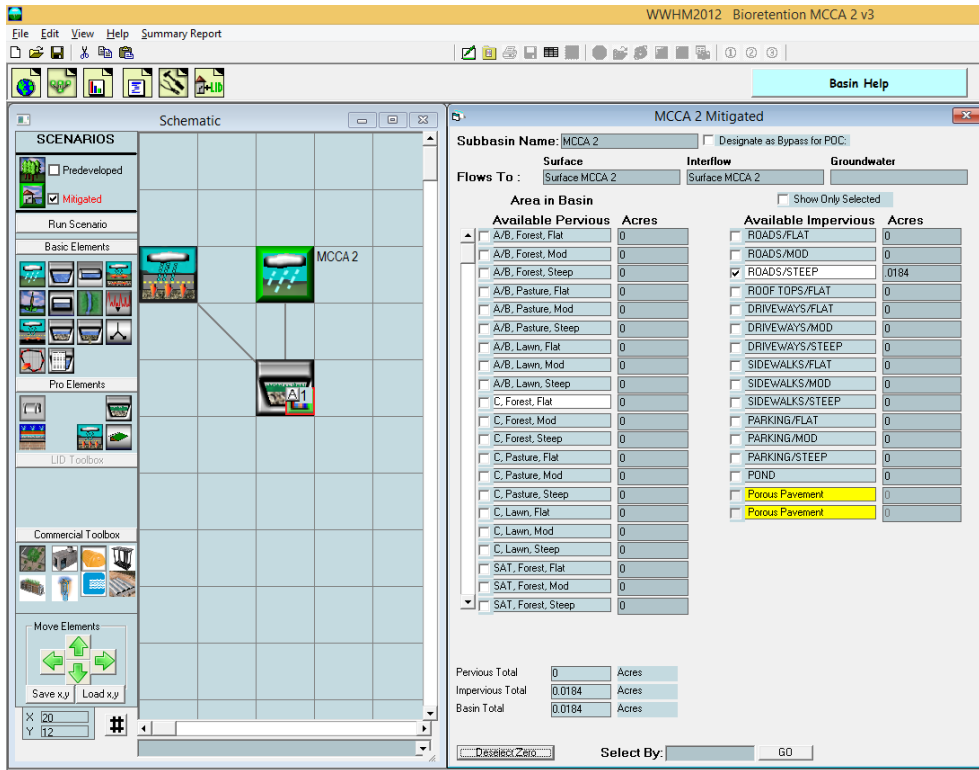 WWHM2012 Bioretention MCCA 2 v3
File Edit View Help Summary Report
Basin Help
Schematic
SCENARIOS
Predeveloped
Mitigated
Run Scenario
Basic Elements
Pro Elements
LID Toolbox
Commercial Toolbox
Move Elements
Save x,y Load x,y
X 20
Y 12
#
MCCA 2
A 1
MCCA 2 Mitigated
Subbasin Name: MCCA 2 Designate as Bypass for POC:
Surface Interflow Groundwater
Flows To : Surface MCCA 2 Surface MCCA 2
Area in Basin Show Only Selected
Available Pervious Acres Available Impervious Acres
A/B, Forest, Flat 0 ROADS/FLAT 0
A/B, Forest, Mod 0 ROADS/MOD 0
A/B, Forest, Steep 0 ROADS/STEEP .0184
A/B, Pasture, Flat 0 ROOF TOPS/FLAT 0
A/B, Pasture, Mod 0 DRIVEWAYS/FLAT 0
A/B, Pasture, Steep 0 DRIVEWAYS/MOD 0
A/B, Lawn, Flat 0 DRIVEWAYS/STEEP 0
A/B, Lawn, Mod 0 SIDEWALKS/FLAT 0
A/B, Lawn, Steep 0 SIDEWALKS/MOD 0
C, Forest, Flat 0 SIDEWALKS/STEEP 0
C, Forest, Mod 0 PARKING/FLAT 0
C, Forest, Steep 0 PARKING/MOD 0
C, Pasture, Flat 0 PARKING/STEEP 0
C, Pasture, Mod 0 POND 0
C, Pasture, Steep 0 Porous Pavement 0
C, Lawn, Flat 0 Porous Pavement 0
C, Lawn, Mod 0
C, Lawn, Steep 0
SAT, Forest, Flat 0
SAT, Forest, Mod 0
SAT, Forest, Steep 0
Pervious Total 0 Acres
Impervious Total 0.0184 Acres
Basin Total 0.0184 Acres
Deselect Zero Select By: GO